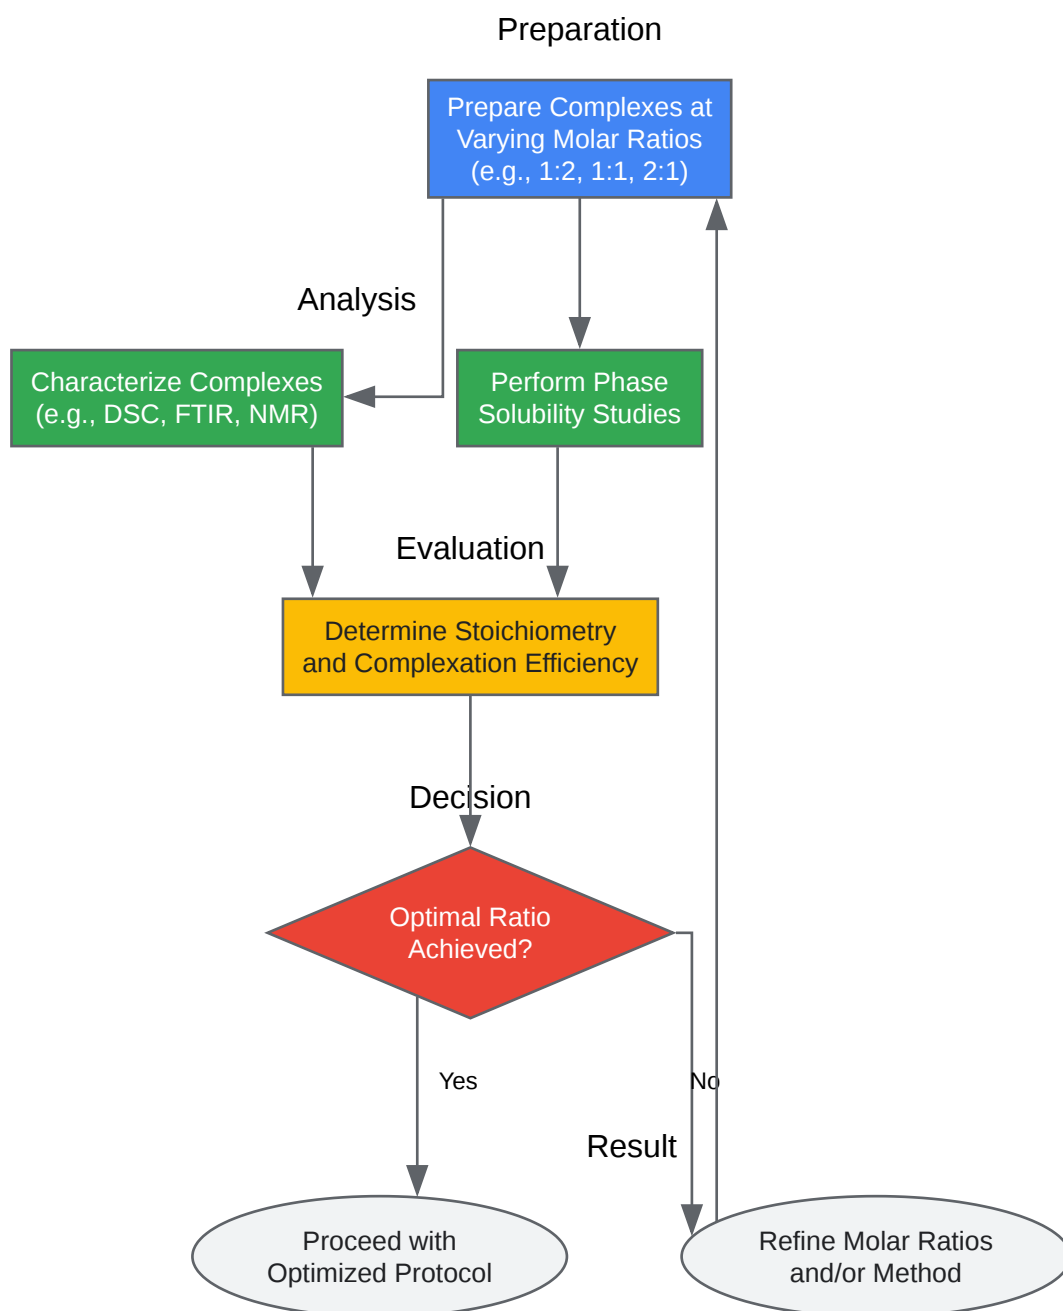 Preparation
Prepare Complexes at
Varying Molar Ratios
(e.g., 1:2, 1:1, 2:1)
Analysis
Characterize Complexes
(e.g., DSC, FTIR, NMR)
Perform Phase
Solubility Studies
Evaluation
Determine Stoichiometry
and Complexation Efficiency
Decision
Optimal Ratio
Achieved?
Yes
No
Result
Proceed with
Optimized Protocol
Refine Molar Ratios
and/or Method